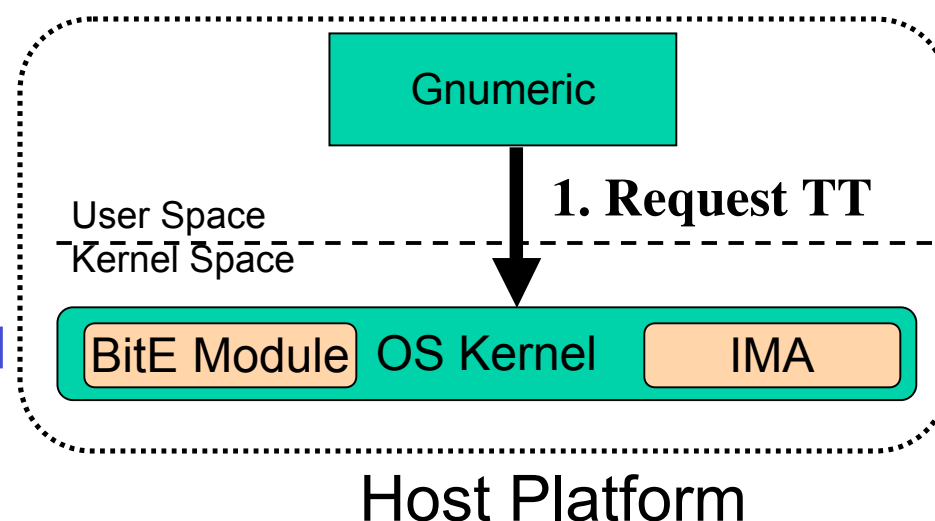 Gnumeric
1. Request TT
User Space
Kernel Space
BitE Module OS Kernel IMA
Host Platform